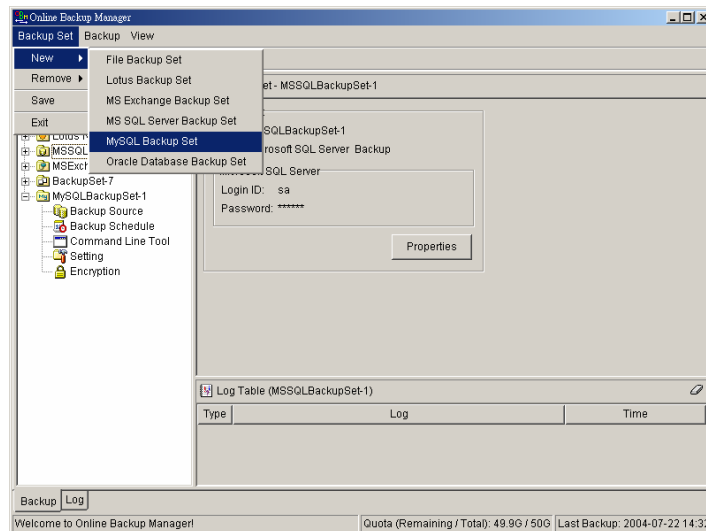 Online Backup Manager
Backup Set Backup View
New
Remove
Save
Exit
File Backup Set
Lotus Backup Set
MS Exchange Backup Set
MS SQL Server Backup Set
MySQL Backup Set
Oracle Database Backup Set
et - MSSQLBackupSet-1
SQLBackupSet-1
rosoft SQL Server Backup
Microsoft SQL Server
Login ID: sa
Password: ******
Properties
Lotus N
MSSQL
MSExch
BackupSet-7
MySQLBackupSet-1
Backup Source
Backup Schedule
Command Line Tool
Setting
Encryption
Log Table (MSSQLBackupSet-1)
Type Log Time
Backup Log
Welcome to Online Backup Manager! Quota (Remaining / Total): 49.9G / 50G Last Backup: 2004-07-22 14:32